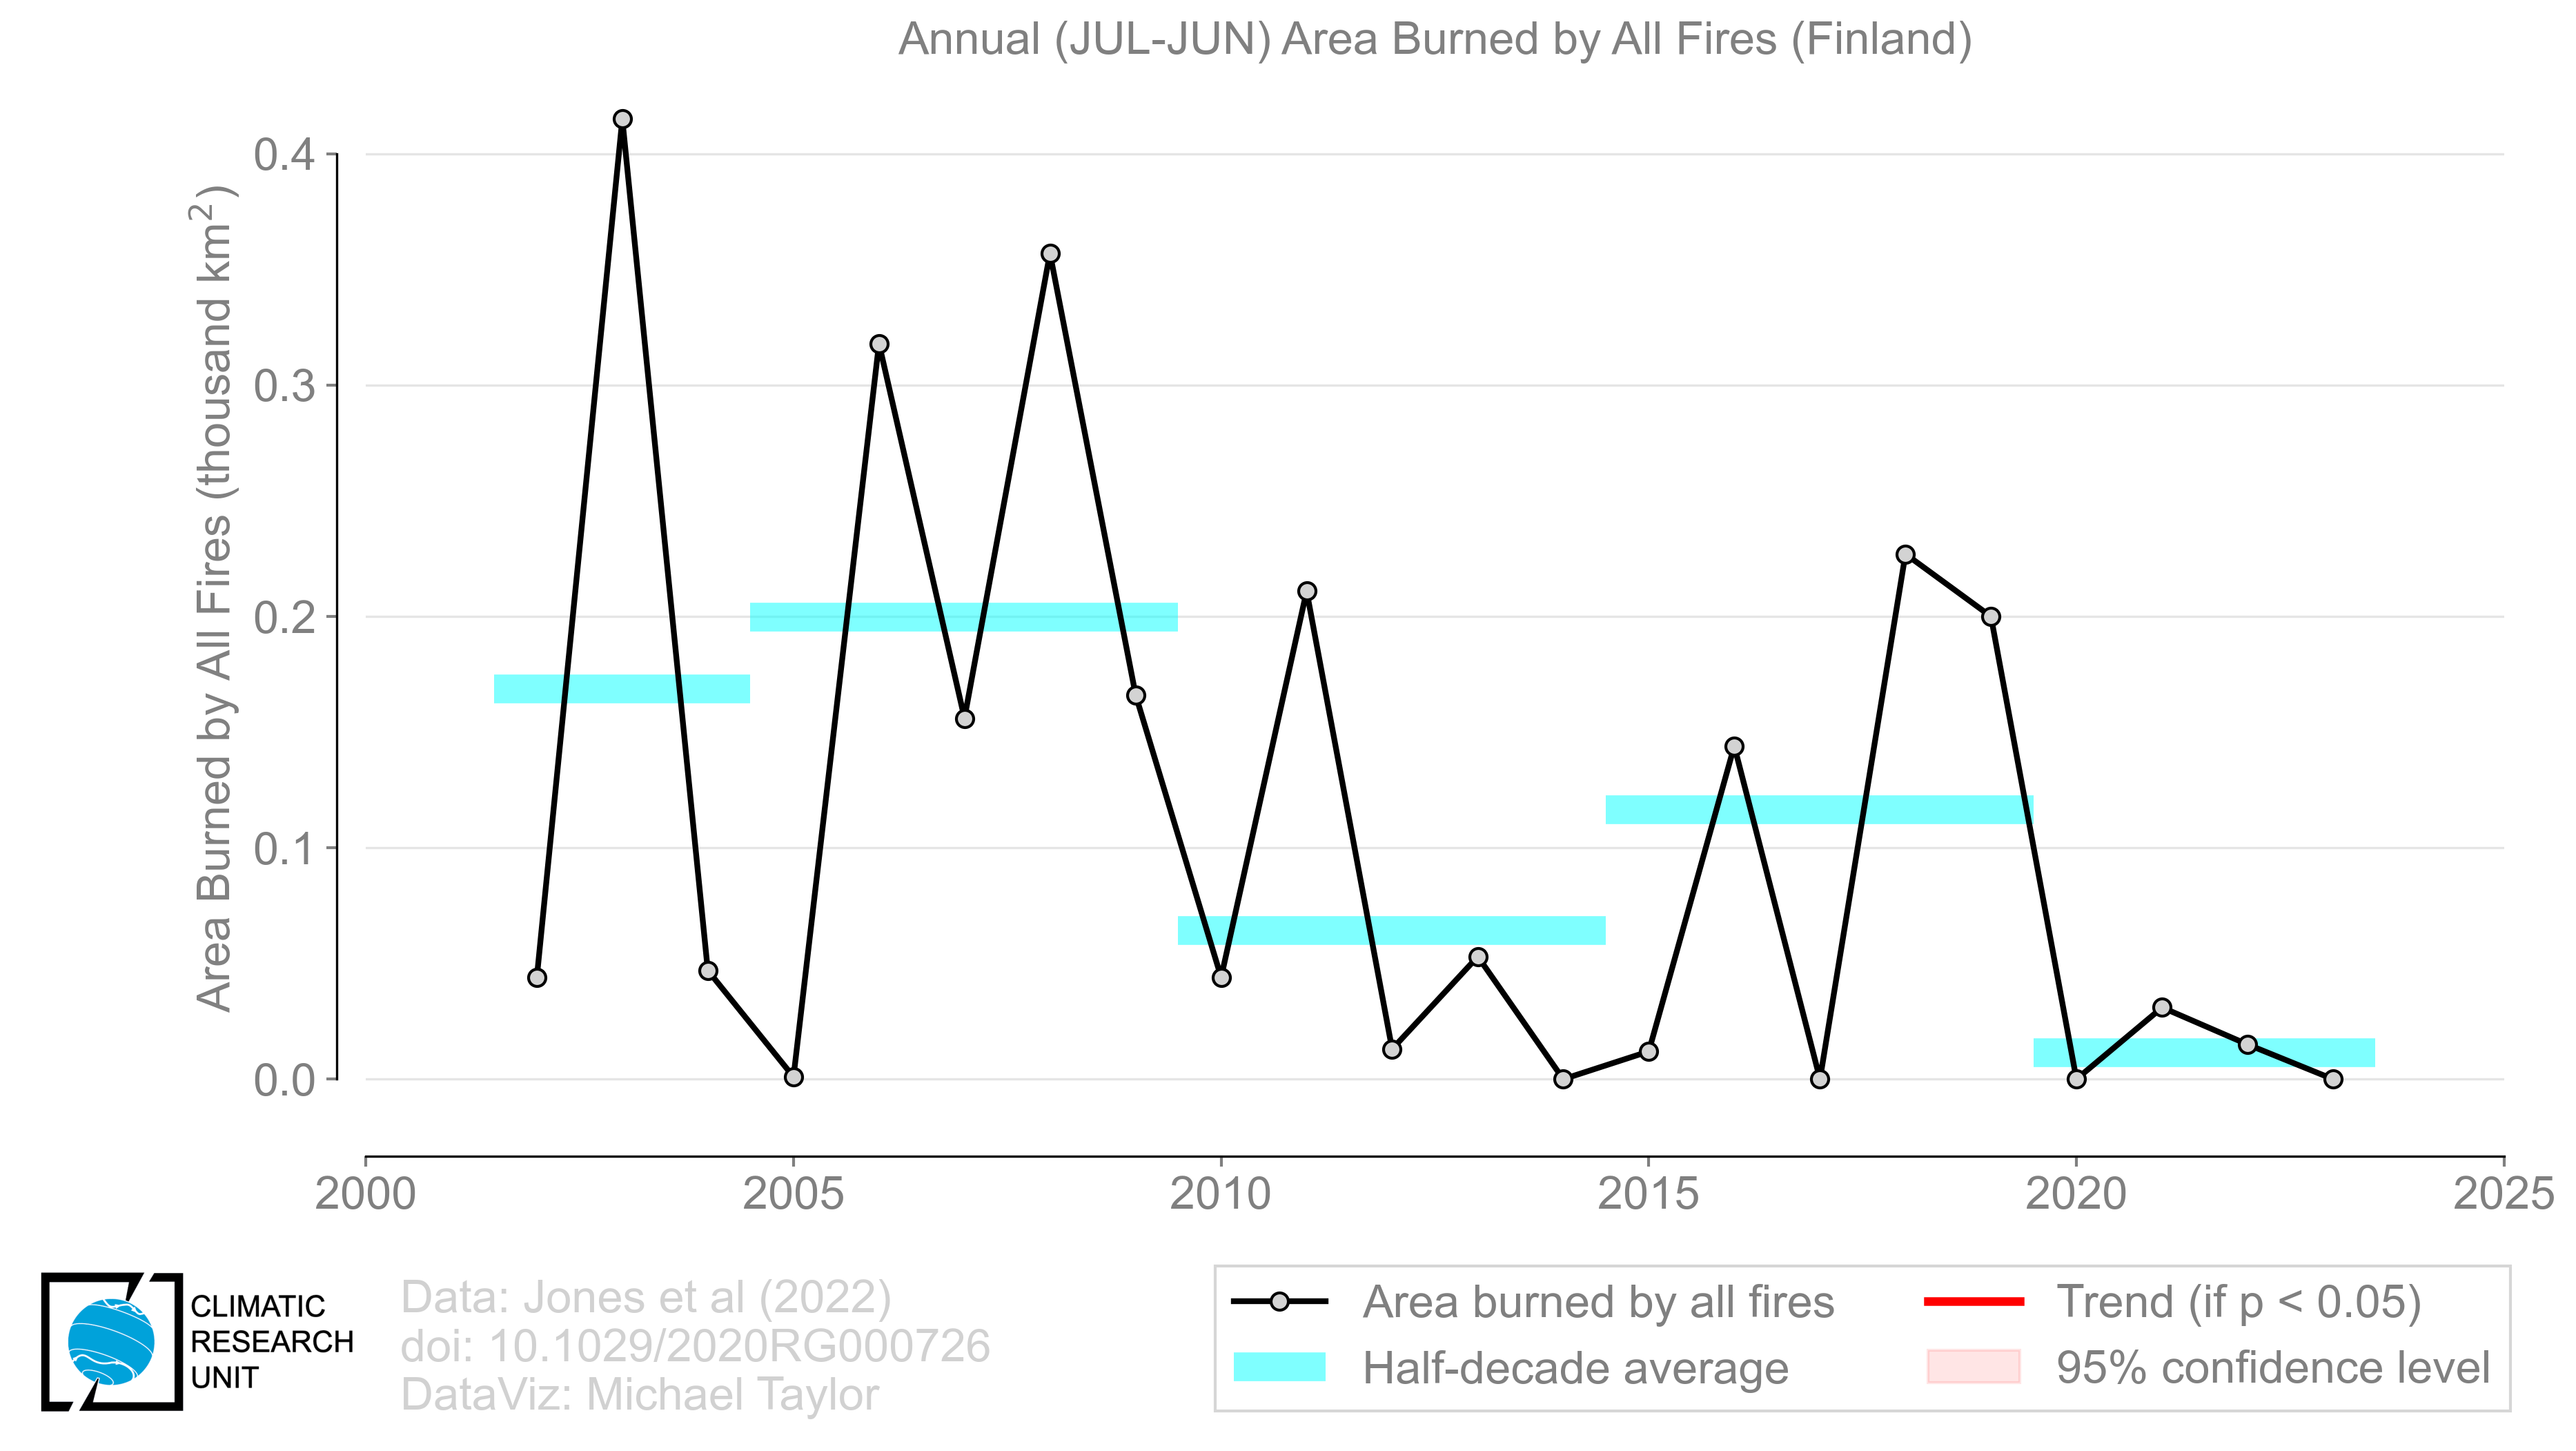 Annual (JUL-JUN) Area Burned by All Fires (Finland)
Area Burned by All Fires (thousand km²)
0.4
0.3
0.2
0.1
0.0
2000 2005 2010 2015 2020 2025
CLIMATIC
RESEARCH
UNIT
Data: Jones et al (2022)
doi: 10.1029/2020RG000726
DataViz: Michael Taylor
Area burned by all fires
Half-decade average
Trend (if p < 0.05)
95% confidence level